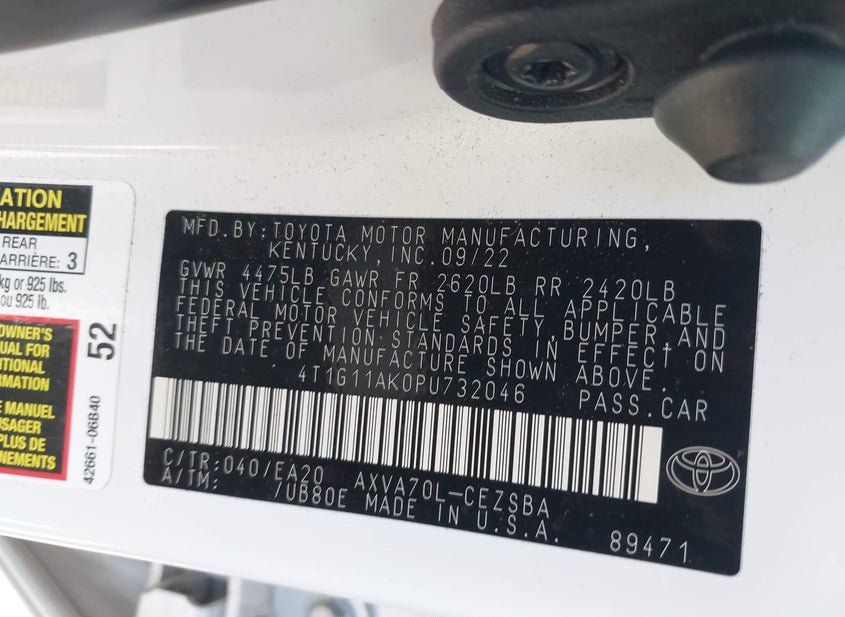 ATION
HARGEMENT
REAR
ARRIÈRE: 3
kg or 925 lbs.
ou 925 lb.
OWNER'S
UAL FOR
ITIONAL
RMATION
E MANUEL
USAGER
PLUS DE
NEMENTS
52
42661-06B40
MFD. BY: TOYOTA MOTOR MANUFACTURING,
KENTUCKY, INC. 09/22
GVWR 4475LB GAWR FR 2620LB RR 2420LB
THIS VEHICLE CONFORMS TO ALL APPLICABLE
FEDERAL MOTOR VEHICLE SAFETY, BUMPER, AND
THEFT PREVENTION STANDARDS IN EFFECT ON
THE DATE OF MANUFACTURE SHOWN ABOVE.
4T1G11AK0PU732046 PASS.CAR
C/TR: 040/EA20 AXVA70L-CEZSBA
A/TM: /UB80E MADE IN U.S.A.
89471